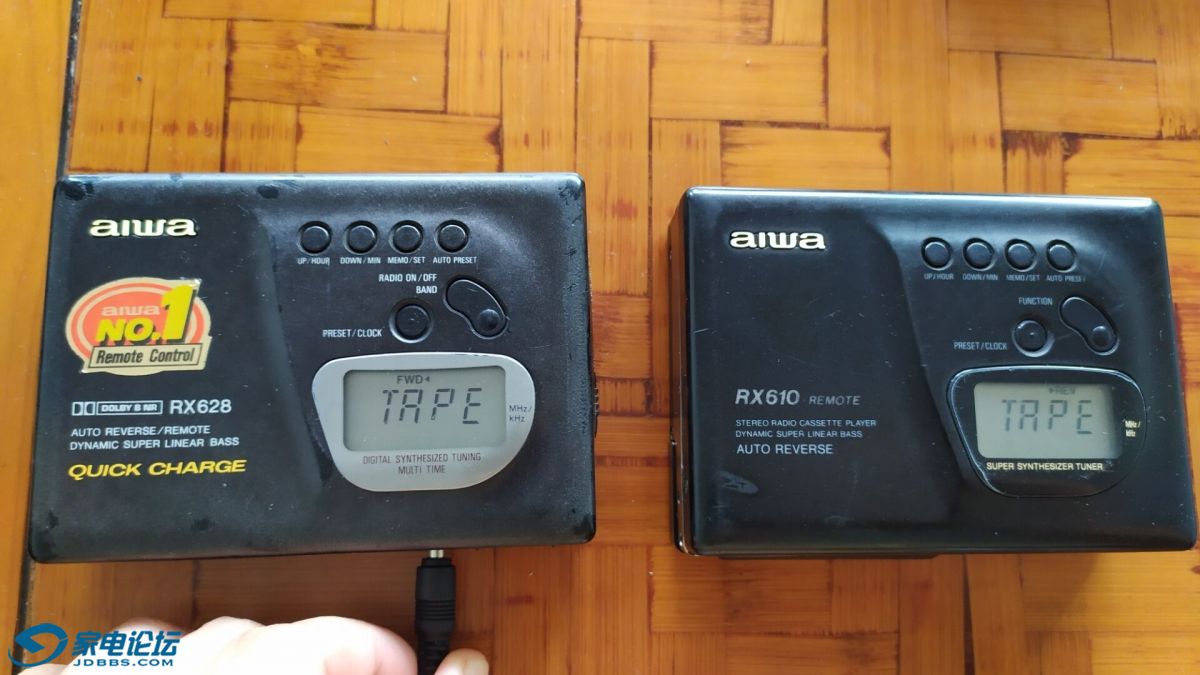 aiwa
UP/HOUR DOWN/MIN MEMO/SET AUTO PRESET
RADIO ON/OFF
BAND
PRESET/CLOCK
aiwa
NO.1
Remote Control
DOLBY B NR RX628
AUTO REVERSE/REMOTE
DYNAMIC SUPER LINEAR BASS
QUICK CHARGE
FWD
TAPE
MHz/
kHz
DIGITAL SYNTHESIZED TUNING
MULTI TIME
aiwa
UP/HOUR DOWN/MIN MEMO/SET AUTO PRESET
FUNCTION
PRESET/CLOCK
RX610 REMOTE
STEREO RADIO CASSETTE PLAYER
DYNAMIC SUPER LINEAR BASS
AUTO REVERSE
REV
TAPE
MHz/
kHz
SUPER SYNTHESIZER TUNER
家电论坛
JDBBS.COM